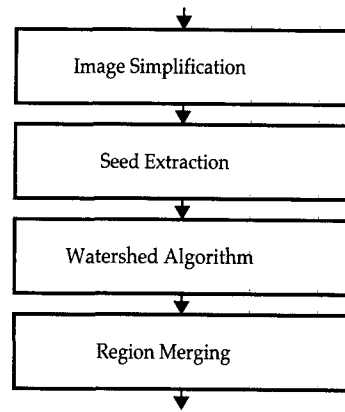 Image Simplification
Seed Extraction
Watershed Algorithm
Region Merging